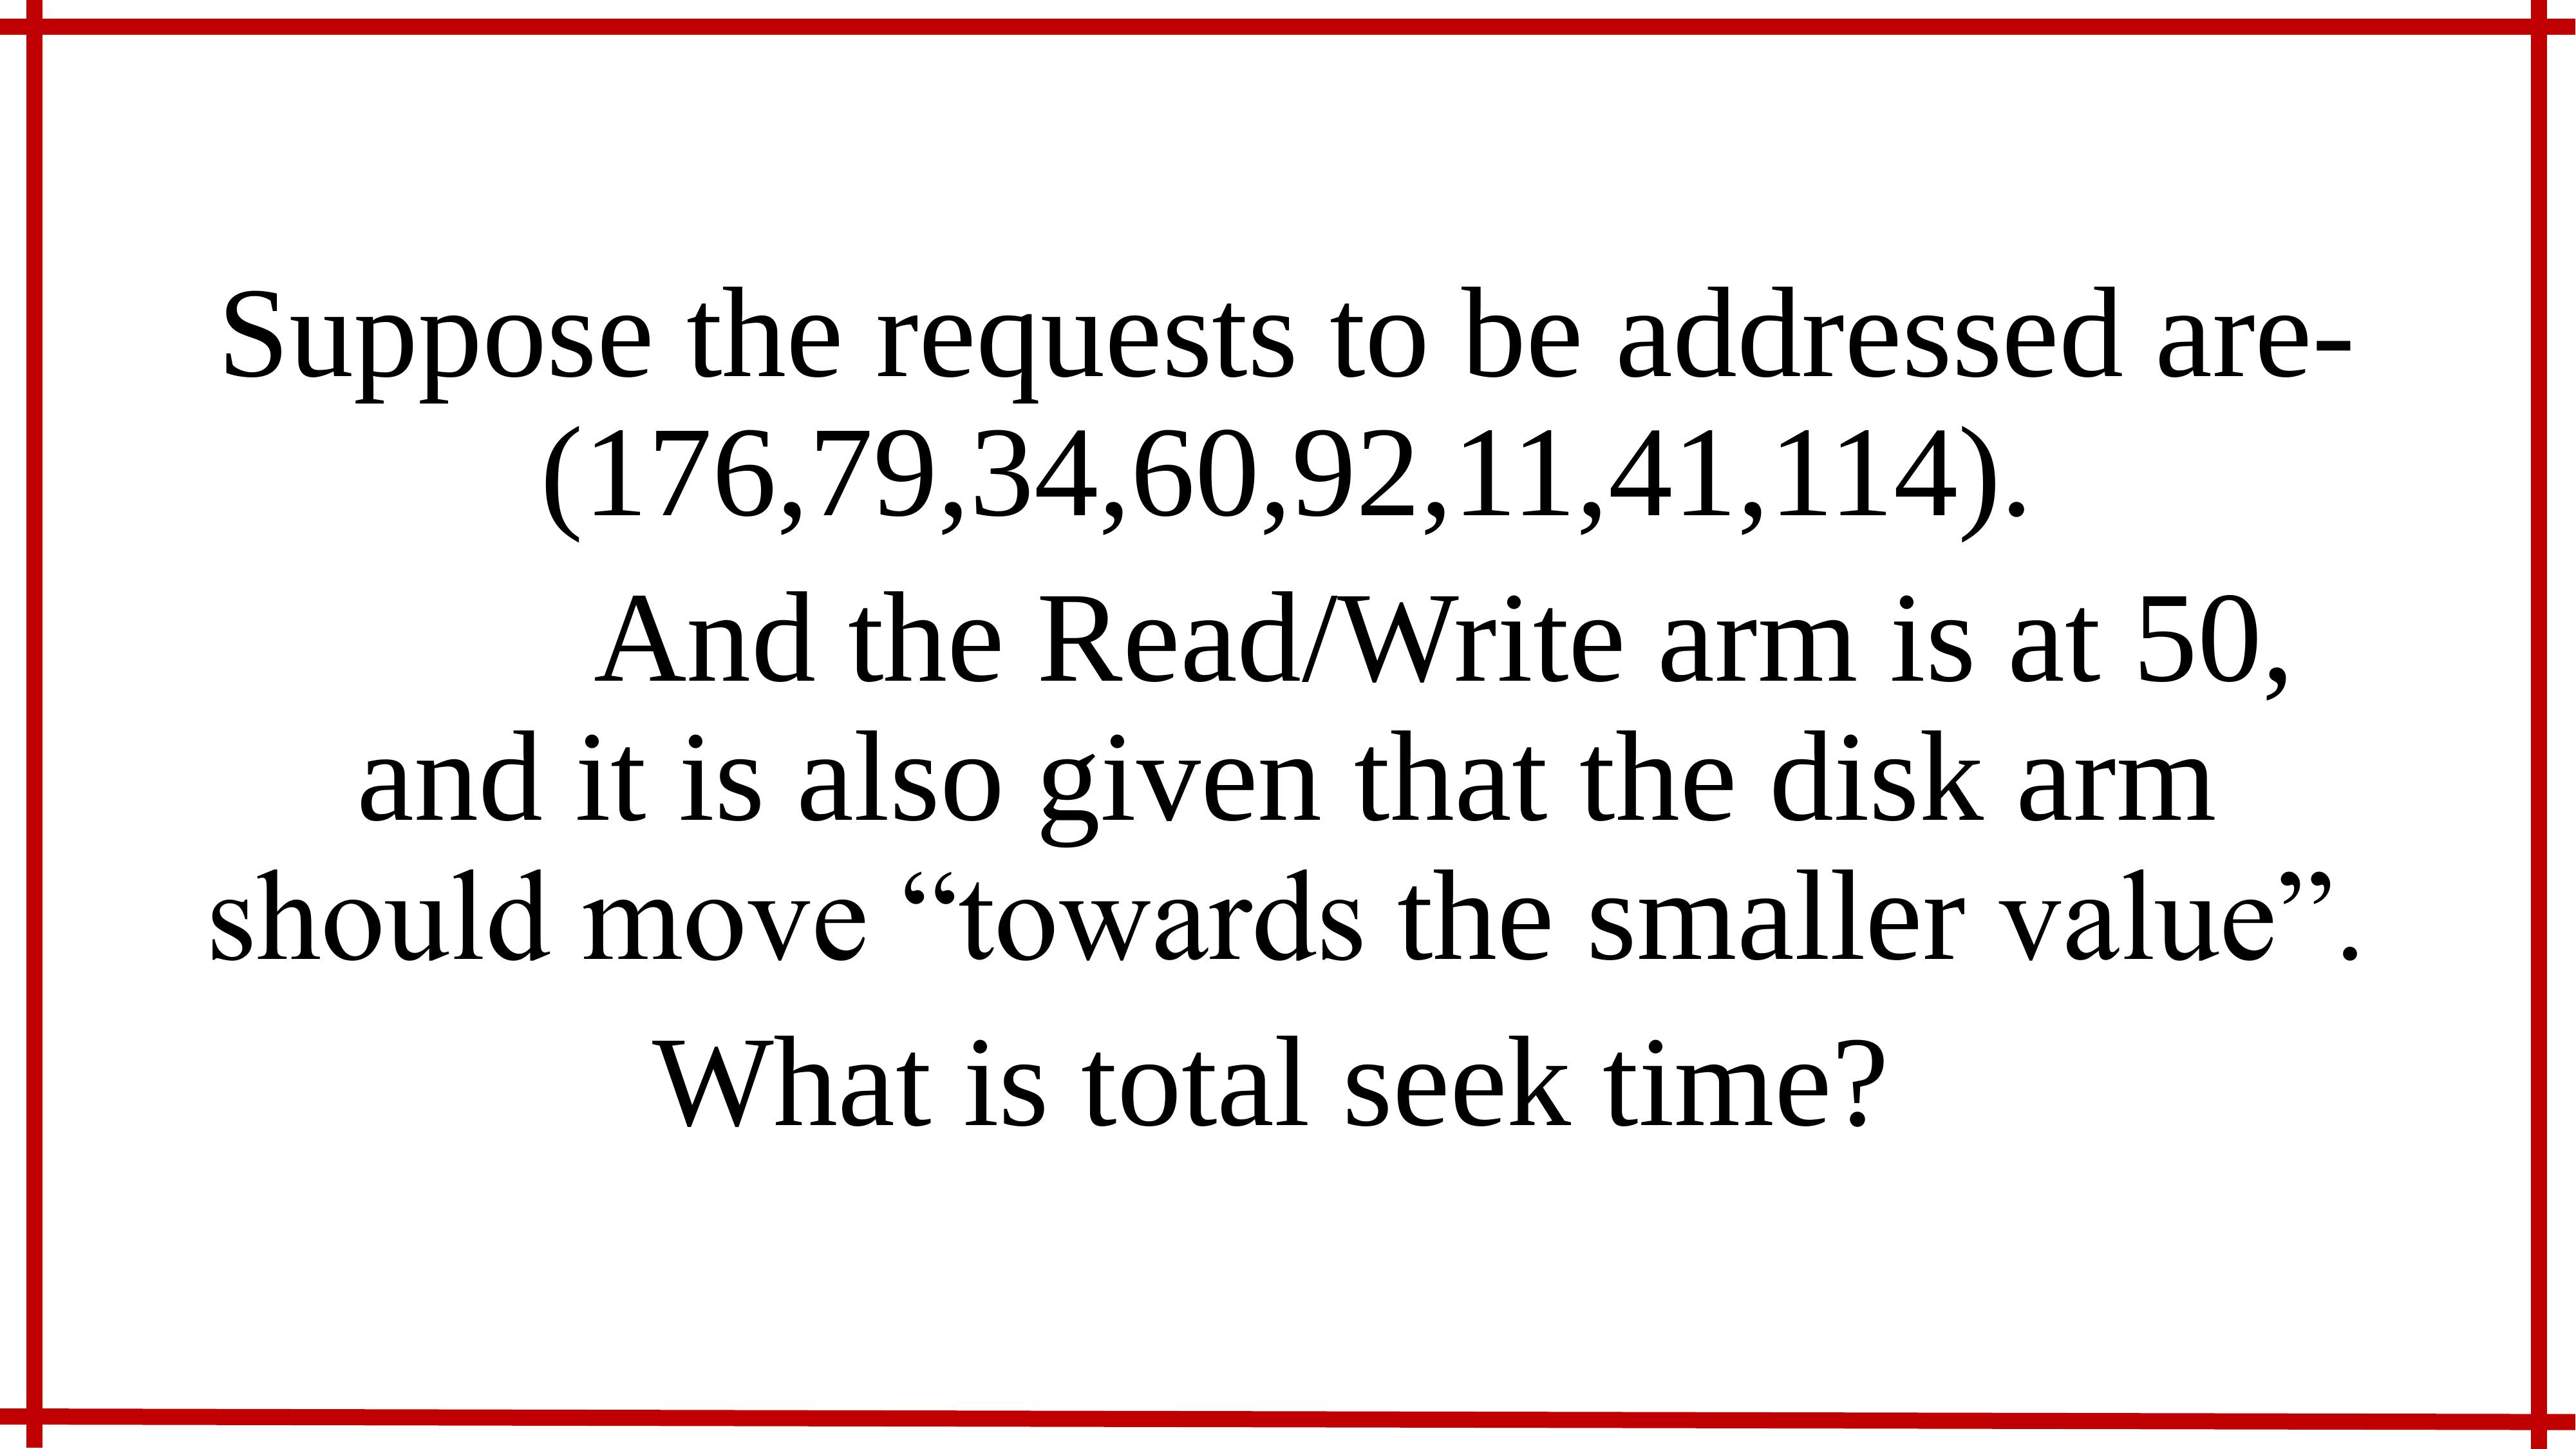 Suppose the requests to be addressed are-
(176,79,34,60,92,11,41,114).
And the Read/Write arm is at 50,
and it is also given that the disk arm
should move “towards the smaller value”.
What is total seek time?